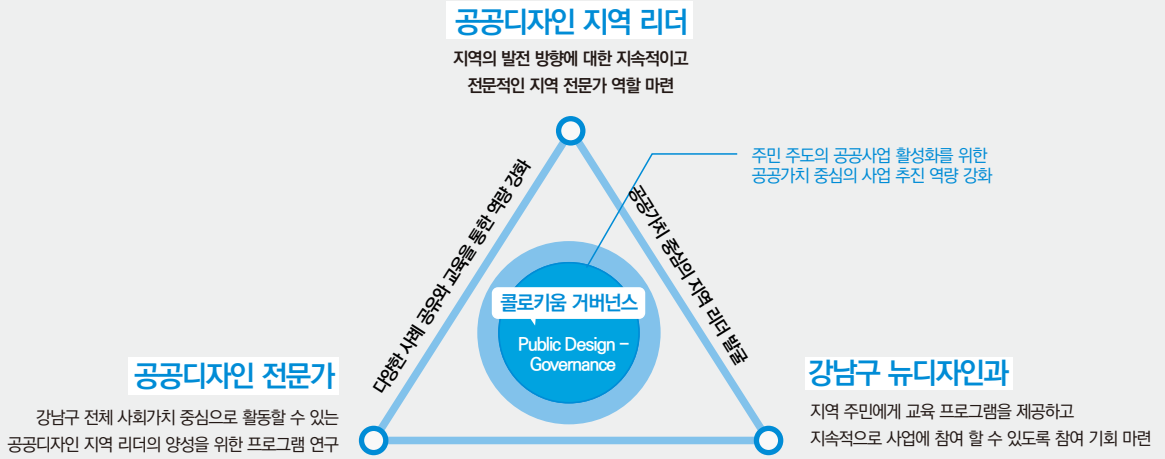 공공디자인 지역 리더
지역의 발전 방향에 대한 지속적이고
전문적인 지역 전문가 역할 마련
주민 주도의 공공사업 활성화를 위한
공공가치 중심의 사업 추진 역량 강화
다양한 사례 공유와 교육을 통한 역량 강화
공공가치 중심의 지역 리더 발굴
콜로키움 거버넌스
Public Design –
Governance
공공디자인 전문가
강남구 전체 사회가치 중심으로 활동할 수 있는
공공디자인 지역 리더의 양성을 위한 프로그램 연구
강남구 뉴디자인과
지역 주민에게 교육 프로그램을 제공하고
지속적으로 사업에 참여 할 수 있도록 참여 기회 마련